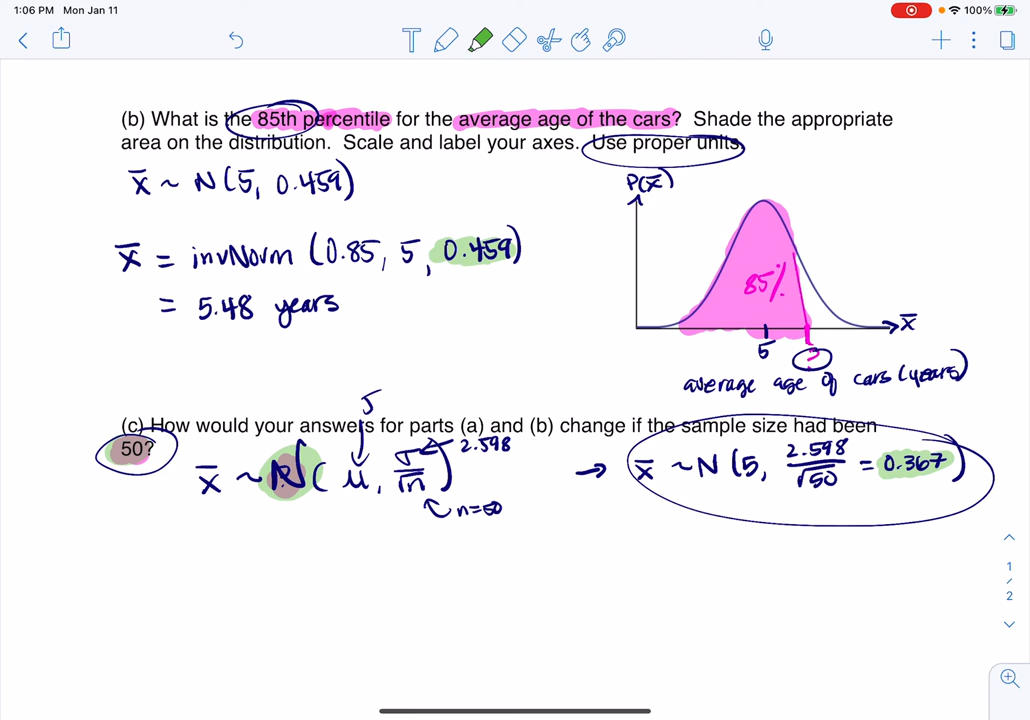 1:06 PM Mon Jan 11
100%
(b) What is the 85th percentile for the average age of the cars? Shade the appropriate
area on the distribution. Scale and label your axes. Use proper units.
x̄ ~ N(5, 0.459)
P(x̄)
x̄ = invNorm (0.85, 5, 0.459)
= 5.48 years
85%
x̄
5
?
average age of cars (years)
5
(c) How would your answers for parts (a) and (b) change if the sample size had been
50?
x̄ ~ N( μ, σ/√n )
2.598
n=50
→ x̄ ~ N (5, 2.598/√50 = 0.367)
1
/
2